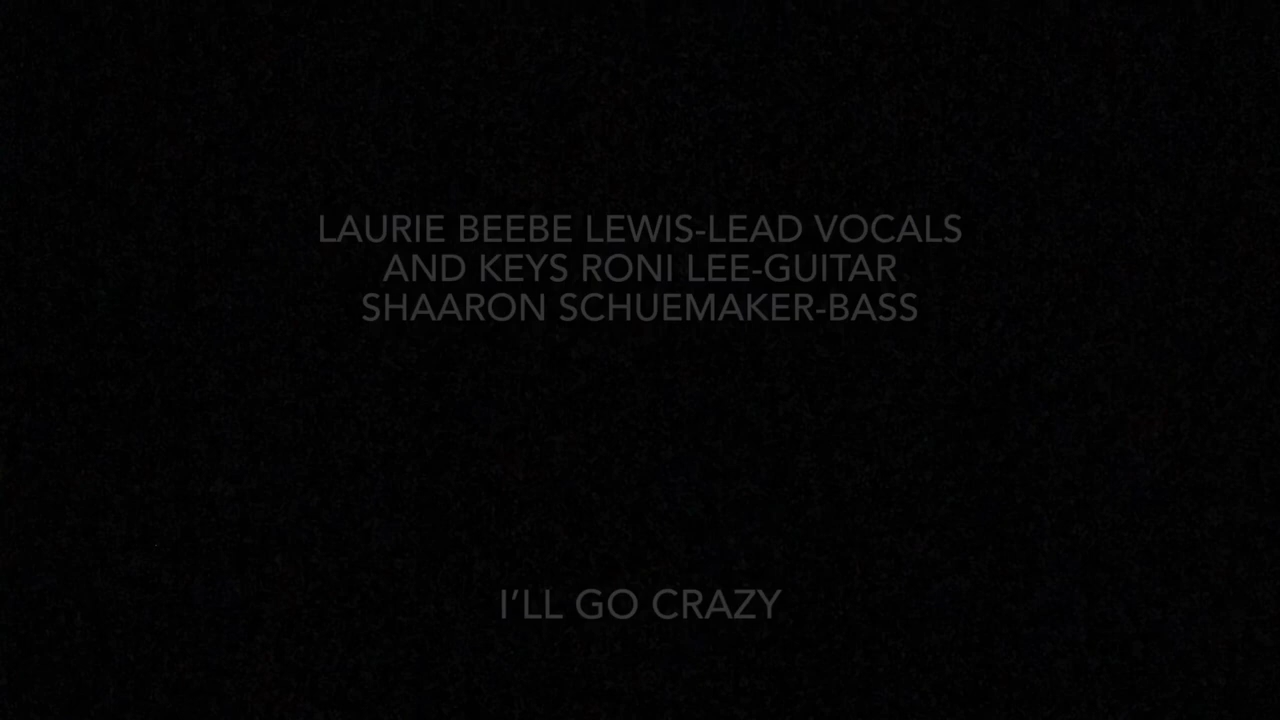 LAURIE BEEBE LEWIS-LEAD VOCALS
AND KEYS RONI LEE-GUITAR
SHAARON SCHUEMAKER-BASS
I’LL GO CRAZY